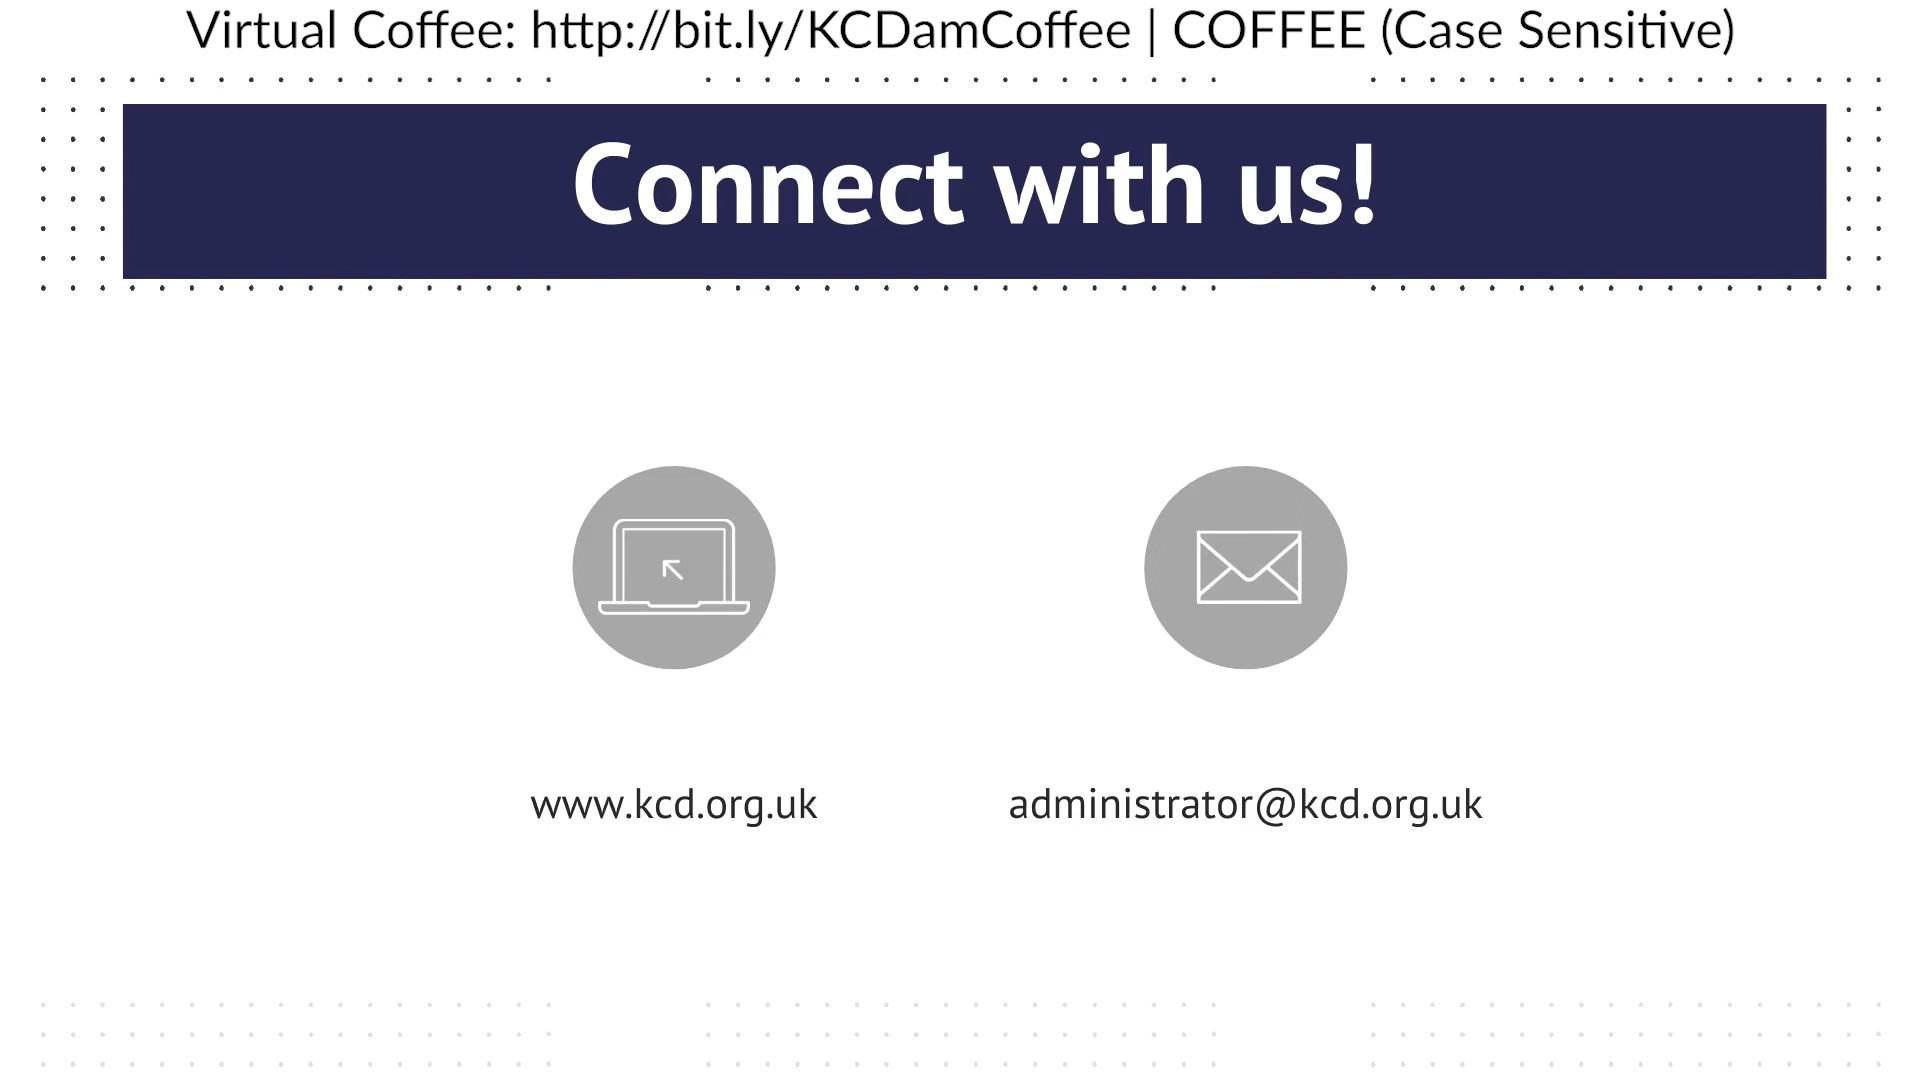 Virtual Coffee: http://bit.ly/KCDamCoffee | COFFEE (Case Sensitive)
Connect with us!
www.kcd.org.uk
administrator@kcd.org.uk